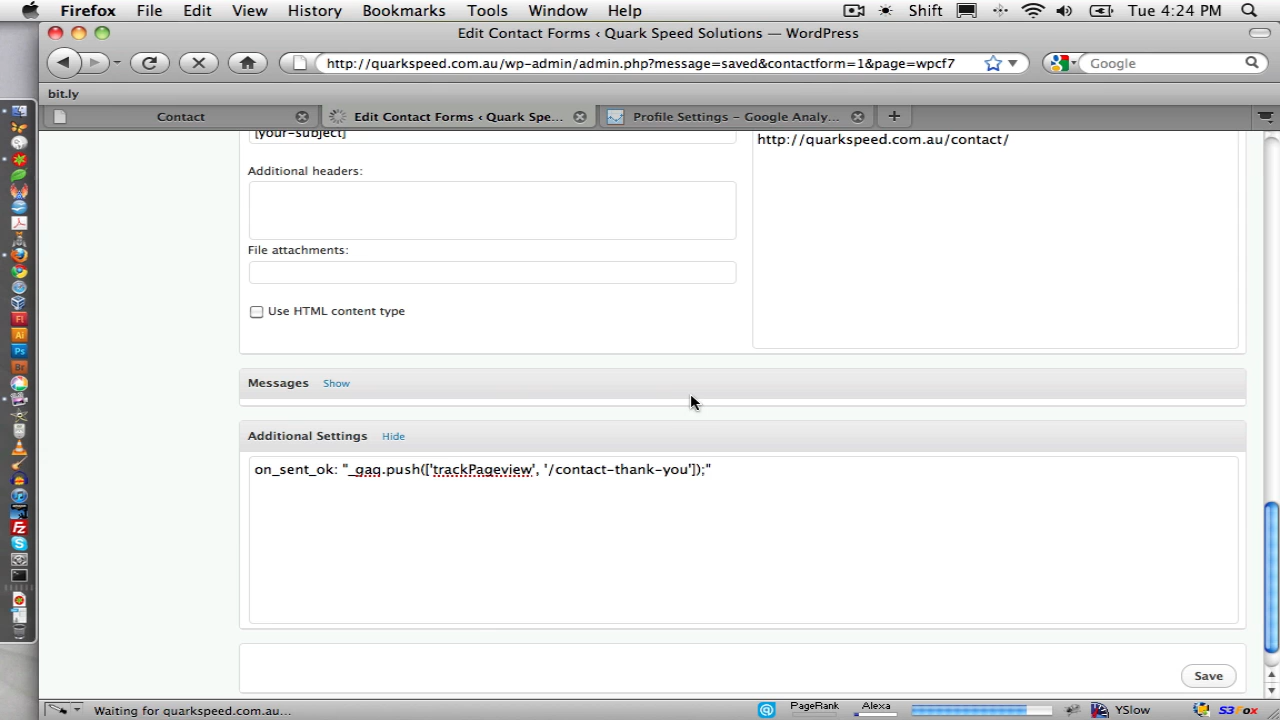 Firefox File Edit View History Bookmarks Tools Window Help Shift Tue 4:24 PM
Edit Contact Forms ‹ Quark Speed Solutions — WordPress
http://quarkspeed.com.au/wp-admin/admin.php?message=saved&contactform=1&page=wpcf7 Google
bit.ly
Contact Edit Contact Forms ‹ Quark Spe... Profile Settings – Google Analy...
[your-subject]
http://quarkspeed.com.au/contact/
Additional headers:
File attachments:
Use HTML content type
Messages Show
Additional Settings Hide
on_sent_ok: "_gaq.push(['trackPageview', '/contact-thank-you']);"
Save
Waiting for quarkspeed.com.au... PageRank Alexa YSlow S3Fox